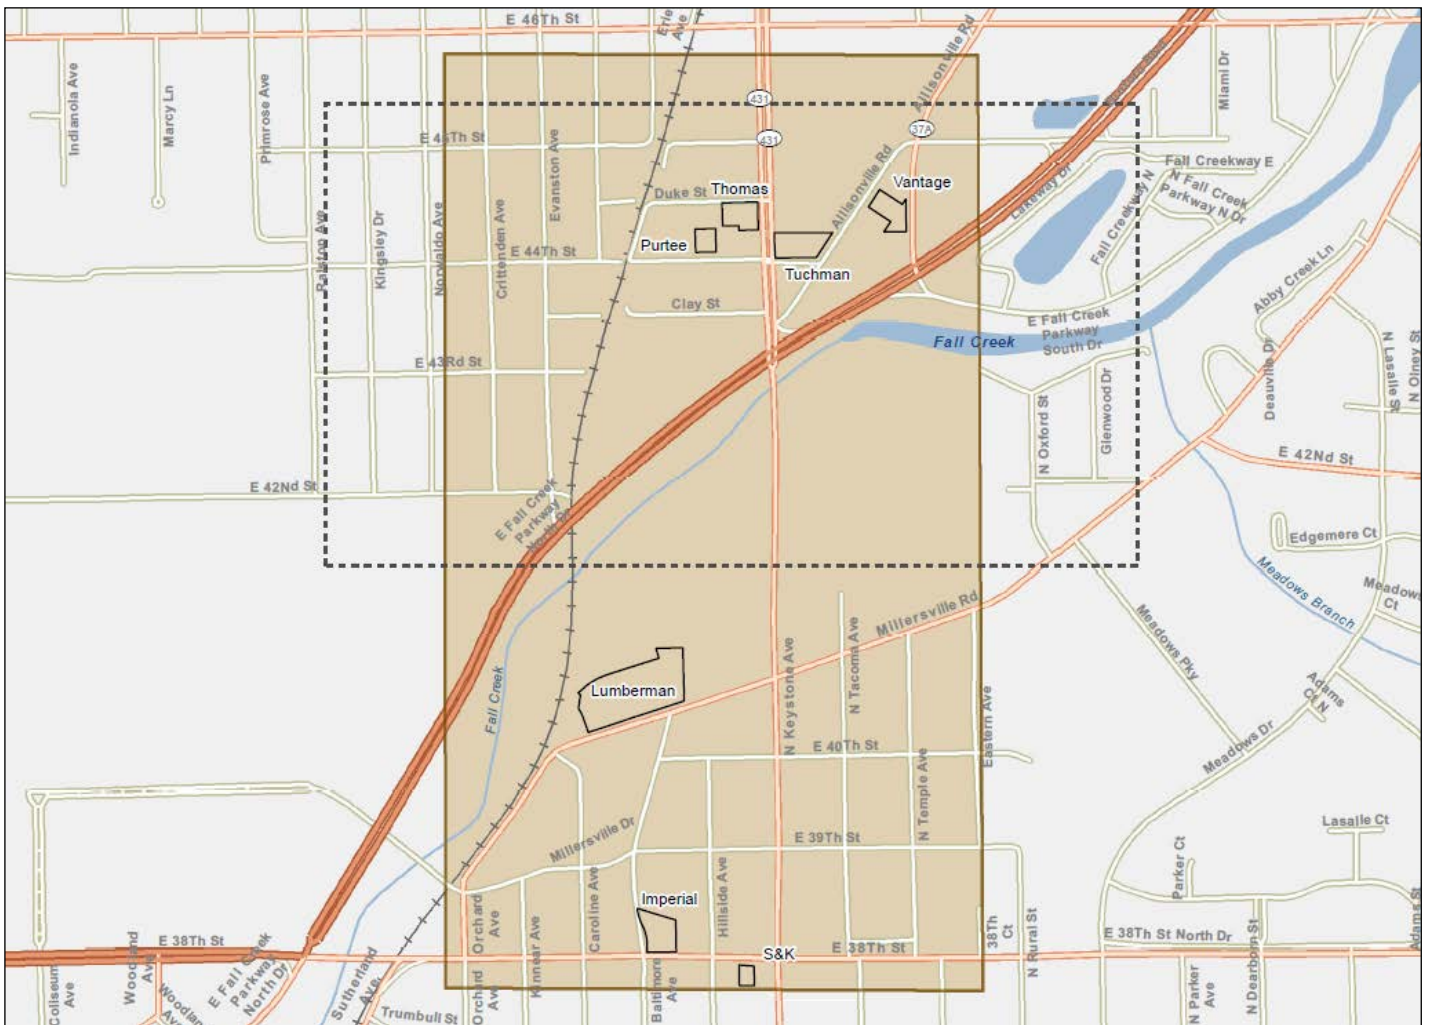 E 46Th St
Erie
Ave
Allisonville Rd
Indianola Ave
Marcy Ln
Primrose Ave
431
431
37A
Miami Dr
E 45Th St
Evanston Ave
Duke St
Thomas
Allisonville Rd
Vantage
Lakeway Dr
Fall Creekway E
N Fall Creek
Parkway N Dr
Fall Creekway N
Ralston Ave
Kingsley Dr
Norwaldo Ave
Crittenden Ave
Purtee
E 44Th St
Tuchman
Clay St
Abby Creek Ln
E Fall Creek
Parkway
South Dr
Fall Creek
E 43Rd St
Deauville Dr
N Lasalle St
N Olney St
N Oxford St
Glenwood Dr
E 42Nd St
E 42Nd St
E Fall Creek
Parkway
North Dr
Edgemere Ct
Meadows Branch
Meadows
Ct
Millersville Rd
Meadows Pky
Fall Creek
Lumberman
N Keystone Ave
N Tacoma Ave
Eastern Ave
Adams
Ct N
E 40Th St
Meadows Dr
N Temple Ave
Millersville Dr
E 39Th St
Lasalle Ct
Parker Ct
Imperial
Orchard
Ave
Kinnear Ave
Caroline Ave
Hillside Ave
38Th
Ct
N Rural St
Adams St
E 38Th St
S&K
E 38Th St
E 38Th St North Dr
Coliseum
Ave
Woodland
Ave
E Fall Creek
Parkway
North Dr
Sutherland
Ave
Orchard
Ave
Baltimore
Ave
N Parker
Ave
N Dearborn St
Trumbull St